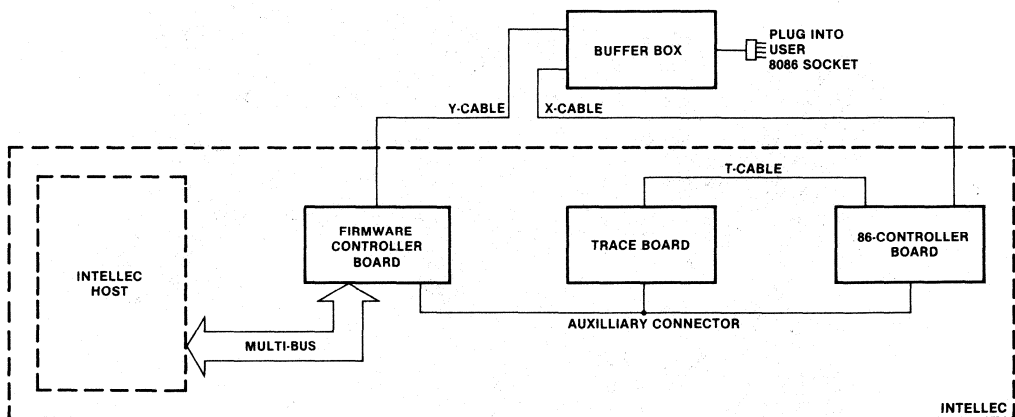 BUFFER BOX
PLUG INTO
USER
8086 SOCKET
Y-CABLE
X-CABLE
T-CABLE
FIRMWARE
CONTROLLER
BOARD
TRACE BOARD
86-CONTROLLER
BOARD
INTELLEC
HOST
AUXILLIARY CONNECTOR
MULTI-BUS
INTELLEC